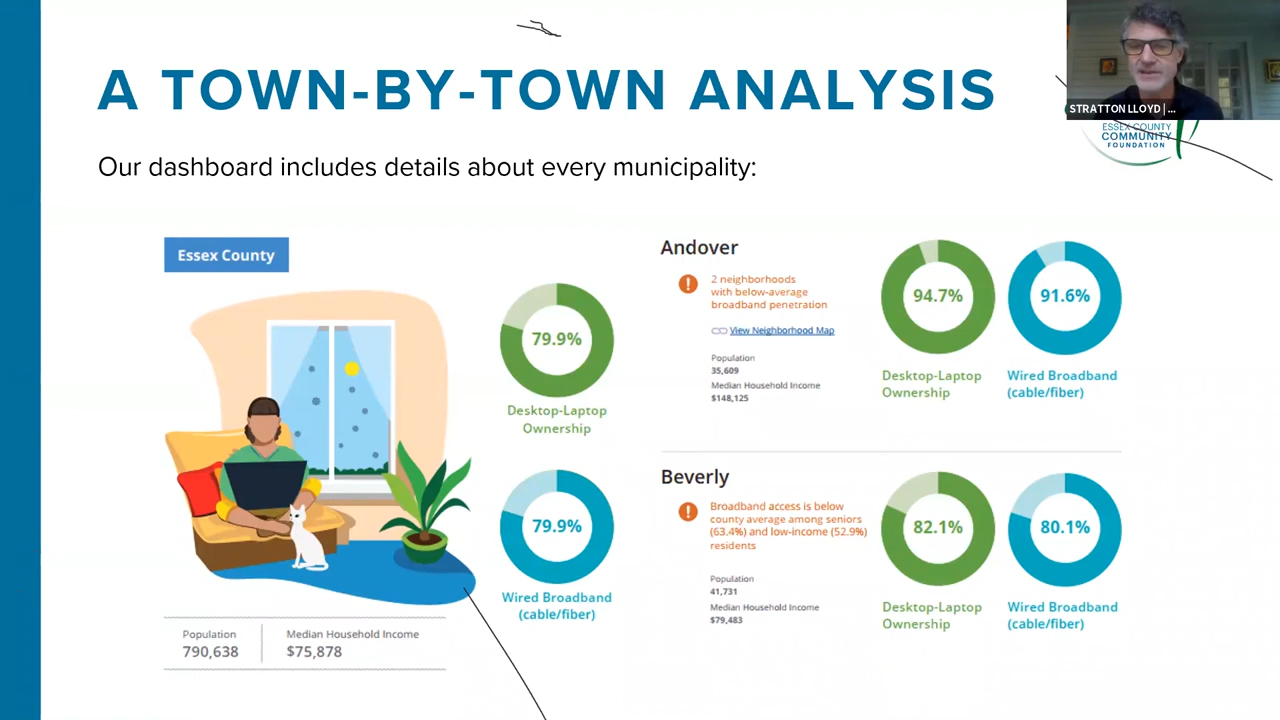 A TOWN-BY-TOWN ANALYSIS
STRATTON LLOYD | ...
ESSEX COUNTY
COMMUNITY
FOUNDATION
Our dashboard includes details about every municipality:
Essex County
79.9%
Desktop-Laptop
Ownership
79.9%
Wired Broadband
(cable/fiber)
Population
790,638
Median Household Income
$75,878
Andover
2 neighborhoods
with below-average
broadband penetration
View Neighborhood Map
Population
35,609
Median Household Income
$148,125
94.7%
Desktop-Laptop
Ownership
91.6%
Wired Broadband
(cable/fiber)
Beverly
Broadband access is below
county average among seniors
(63.4%) and low-income (52.9%)
residents
Population
41,731
Median Household Income
$79,483
82.1%
Desktop-Laptop
Ownership
80.1%
Wired Broadband
(cable/fiber)